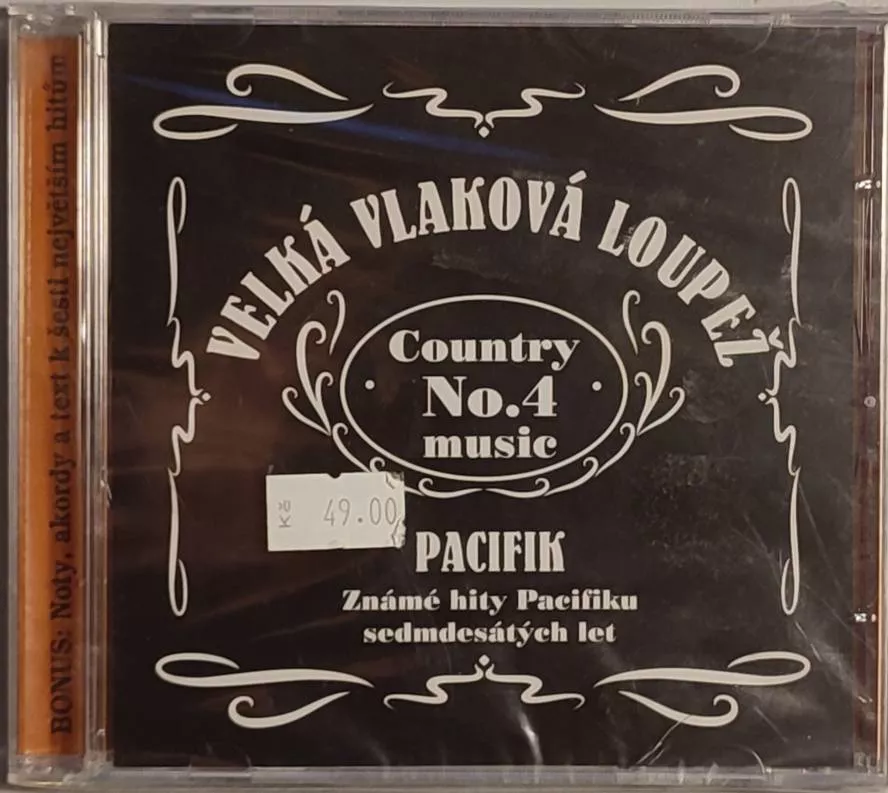 BONUS: Noty, akordy a text k šesti největším hitům
VELKÁ VLAKOVÁ LOUPEŽ
Country
No.4
music
Kč 49.00
PACIFIK
Známé hity Pacifiku
sedmdesátých let